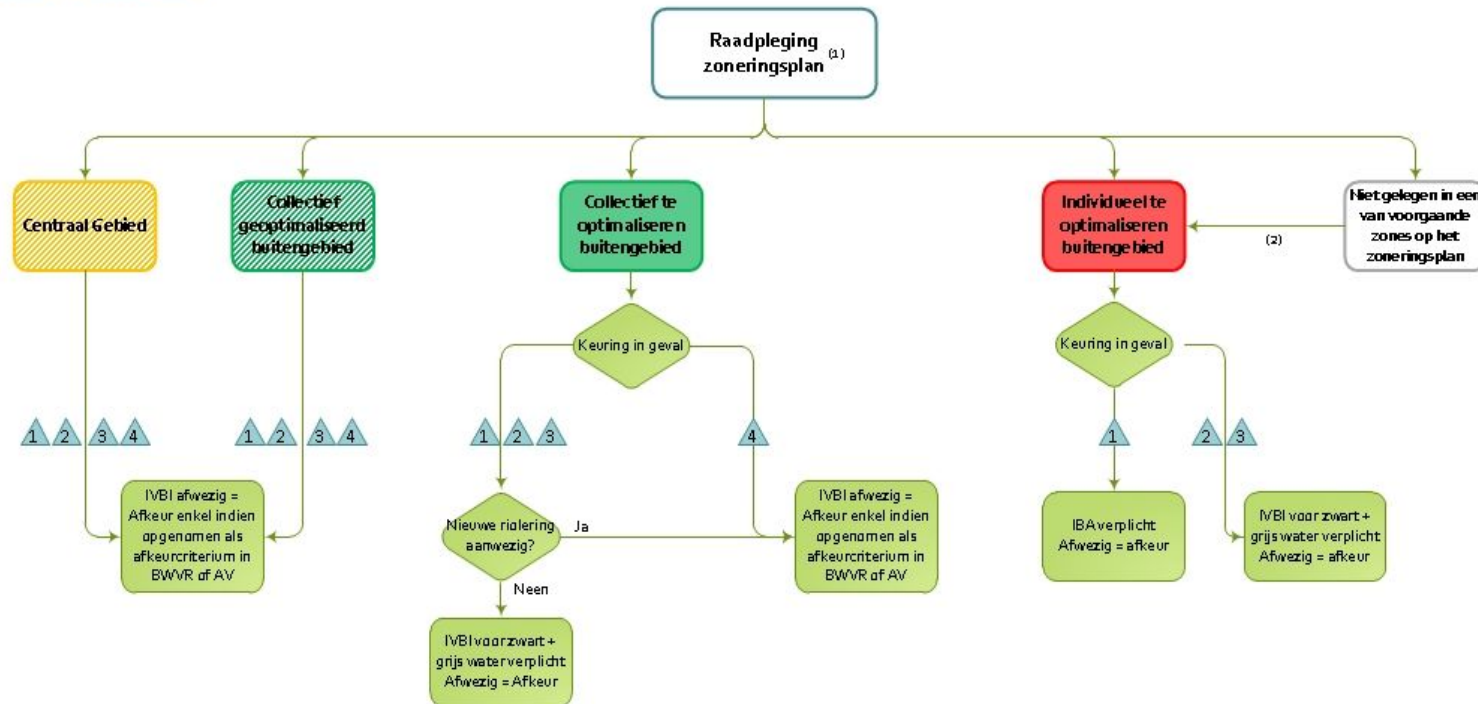 Raadpleging
zoneringsplan (1)
Centraal Gebied
Collectief
geoptimaliseerd
buitengebied
Collectief te
optimaliseren
buitengebied
Individueel te
optimaliseren
buitengebied
Niet gelegen in een
van voorgaande
zones op het
zoneringsplan
(2)
Keuring in geval
Keuring in geval
1 2 3 4
1 2 3 4
1 2 3
4
1
2 3
IVBI afwezig =
Afkeur enkel indien
opgenomen als
afkeurcriterium in
BWVR of AV
Nieuwe riolering
aanwezig?
Ja
Neen
IVBI afwezig =
Afkeur enkel indien
opgenomen als
afkeurcriterium in
BWVR of AV
IBA verplicht
Afwezig = afkeur
IVBI voor zwart +
grijs water verplicht
Afwezig = afkeur
IVBI voor zwart +
grijs water verplicht
Afwezig = Afkeur